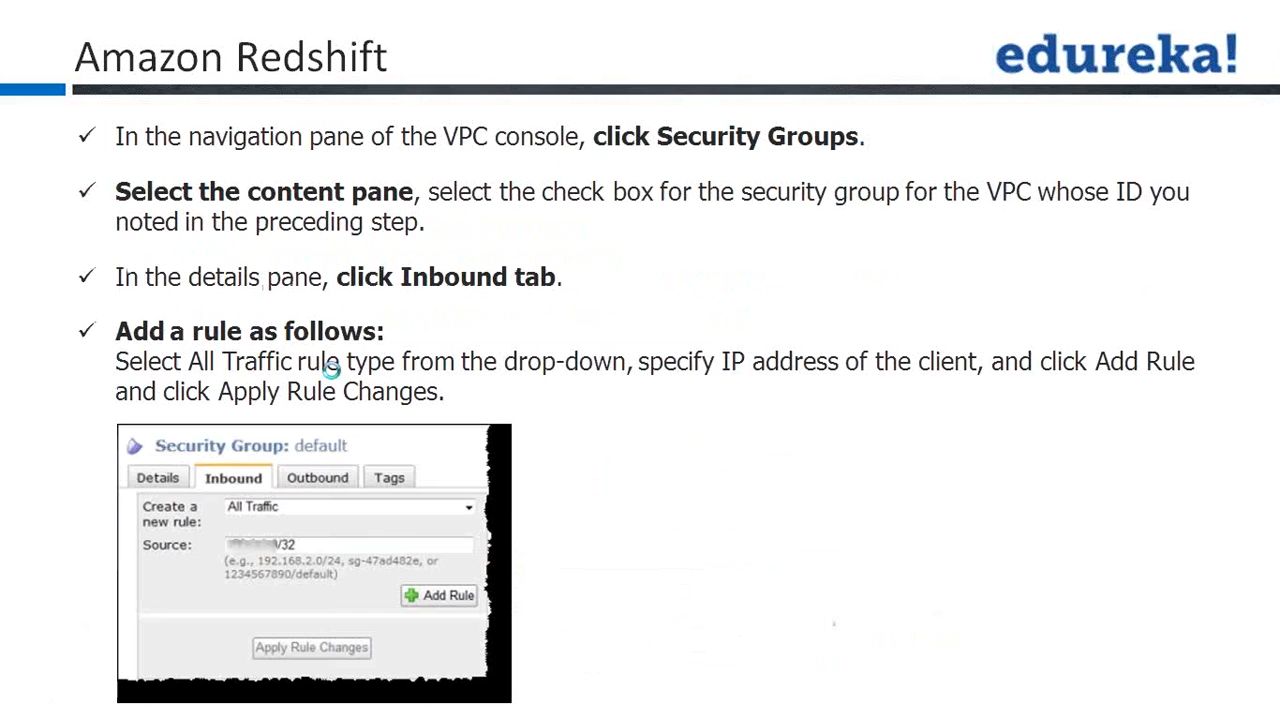 Amazon Redshift
edureka!
✓ In the navigation pane of the VPC console, click Security Groups.
✓ Select the content pane, select the check box for the security group for the VPC whose ID you
noted in the preceding step.
✓ In the details pane, click Inbound tab.
✓ Add a rule as follows:
Select All Traffic rule type from the drop-down, specify IP address of the client, and click Add Rule
and click Apply Rule Changes.
Security Group: default
Details Inbound Outbound Tags
Create a All Traffic
new rule:
Source: /32
(e.g., 192.168.2.0/24, sg-47ad482e, or
1234567890/default)
Add Rule
Apply Rule Changes